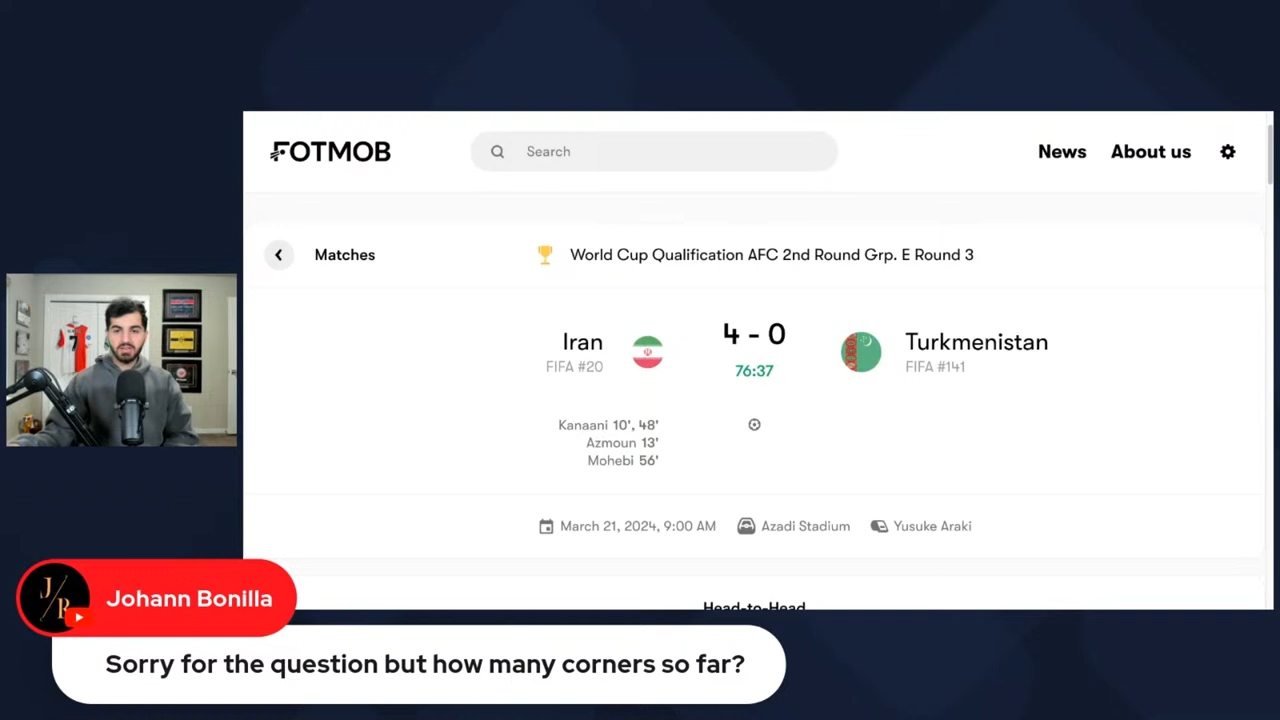 FOTMOB
Search
News
About us
Matches
World Cup Qualification AFC 2nd Round Grp. E Round 3
Iran
FIFA #20
4 - 0
76:37
Turkmenistan
FIFA #141
Kanaani 10', 48'
Azmoun 13'
Mohebi 56'
March 21, 2024, 9:00 AM
Azadi Stadium
Yusuke Araki
Head-to-Head
7
J/R
Johann Bonilla
Sorry for the question but how many corners so far?